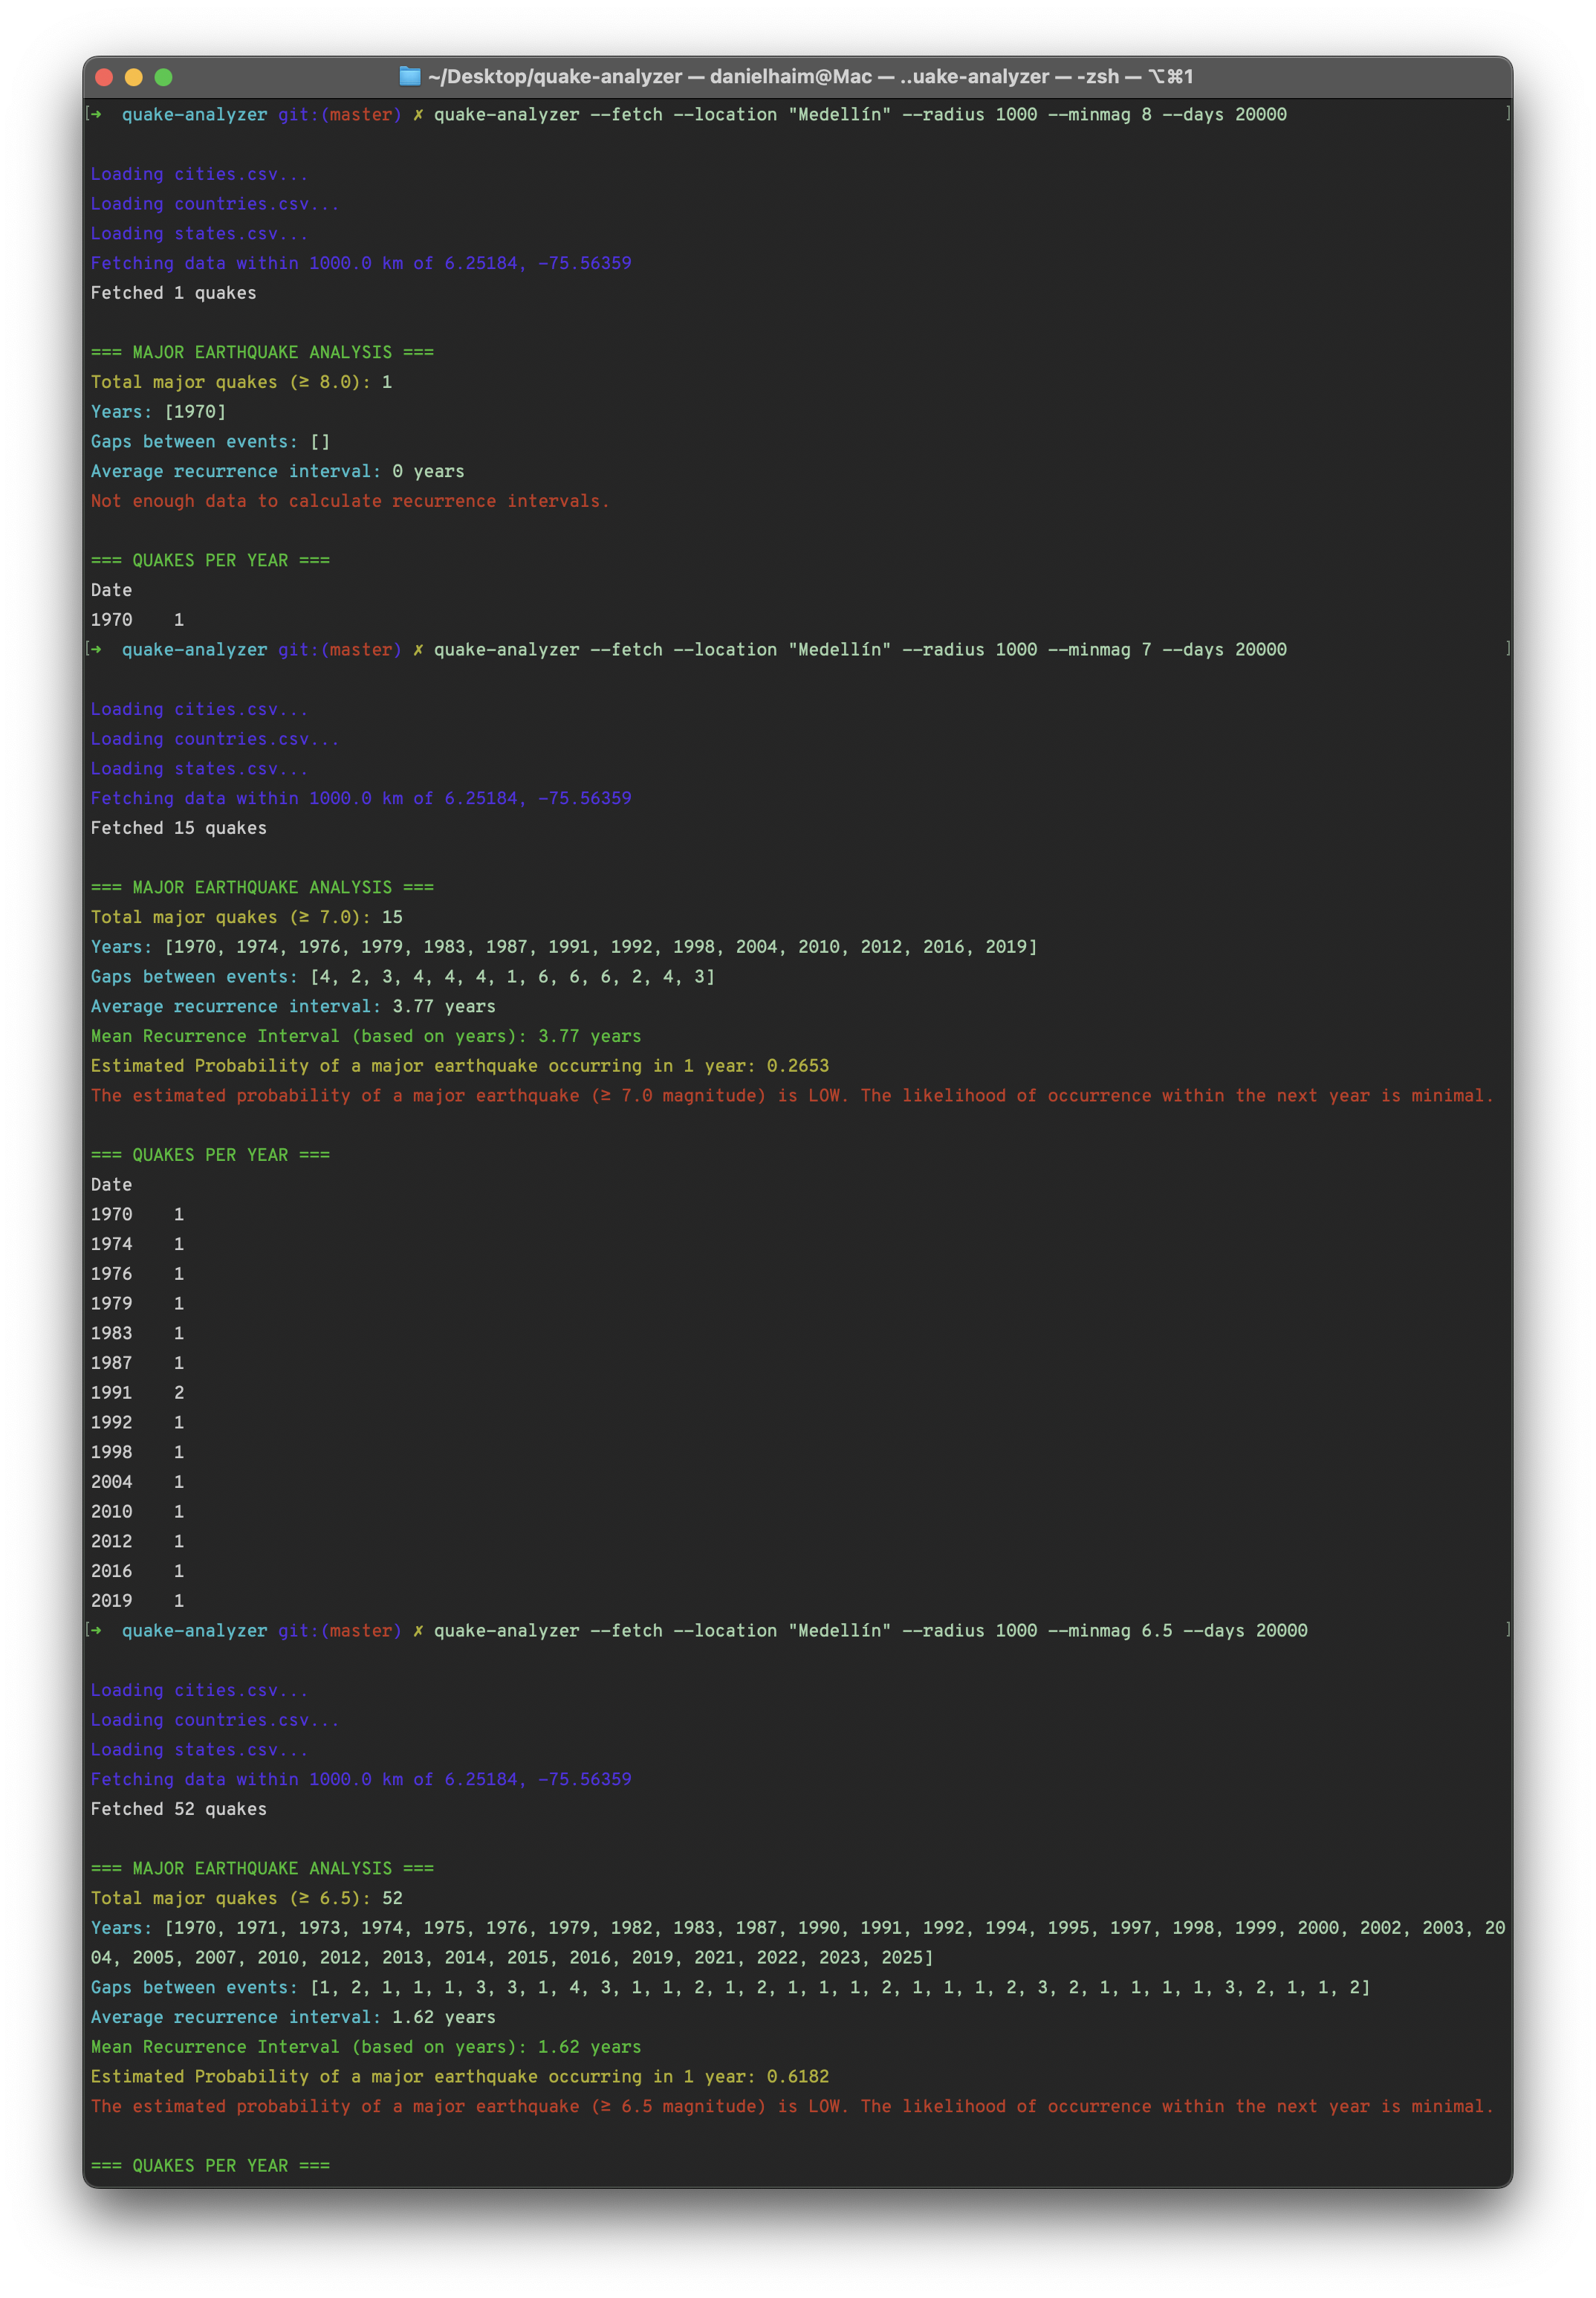 ~/Desktop/quake-analyzer — danielhaim@Mac — ..uake-analyzer — -zsh — ⌥⌘1
[➜  quake-analyzer git:(master) ✗ quake-analyzer --fetch --location "Medellín" --radius 1000 --minmag 8 --days 20000 ]
Loading cities.csv...
Loading countries.csv...
Loading states.csv...
Fetching data within 1000.0 km of 6.25184, -75.56359
Fetched 1 quakes
=== MAJOR EARTHQUAKE ANALYSIS ===
Total major quakes (≥ 8.0): 1
Years: [1970]
Gaps between events: []
Average recurrence interval: 0 years
Not enough data to calculate recurrence intervals.
=== QUAKES PER YEAR ===
Date
1970    1
[➜  quake-analyzer git:(master) ✗ quake-analyzer --fetch --location "Medellín" --radius 1000 --minmag 7 --days 20000 ]
Loading cities.csv...
Loading countries.csv...
Loading states.csv...
Fetching data within 1000.0 km of 6.25184, -75.56359
Fetched 15 quakes
=== MAJOR EARTHQUAKE ANALYSIS ===
Total major quakes (≥ 7.0): 15
Years: [1970, 1974, 1976, 1979, 1983, 1987, 1991, 1992, 1998, 2004, 2010, 2012, 2016, 2019]
Gaps between events: [4, 2, 3, 4, 4, 4, 1, 6, 6, 6, 2, 4, 3]
Average recurrence interval: 3.77 years
Mean Recurrence Interval (based on years): 3.77 years
Estimated Probability of a major earthquake occurring in 1 year: 0.2653
The estimated probability of a major earthquake (≥ 7.0 magnitude) is LOW. The likelihood of occurrence within the next year is minimal.
=== QUAKES PER YEAR ===
Date
1970    1
1974    1
1976    1
1979    1
1983    1
1987    1
1991    2
1992    1
1998    1
2004    1
2010    1
2012    1
2016    1
2019    1
[➜  quake-analyzer git:(master) ✗ quake-analyzer --fetch --location "Medellín" --radius 1000 --minmag 6.5 --days 20000 ]
Loading cities.csv...
Loading countries.csv...
Loading states.csv...
Fetching data within 1000.0 km of 6.25184, -75.56359
Fetched 52 quakes
=== MAJOR EARTHQUAKE ANALYSIS ===
Total major quakes (≥ 6.5): 52
Years: [1970, 1971, 1973, 1974, 1975, 1976, 1979, 1982, 1983, 1987, 1990, 1991, 1992, 1994, 1995, 1997, 1998, 1999, 2000, 2002, 2003, 20
04, 2005, 2007, 2010, 2012, 2013, 2014, 2015, 2016, 2019, 2021, 2022, 2023, 2025]
Gaps between events: [1, 2, 1, 1, 1, 3, 3, 1, 4, 3, 1, 1, 2, 1, 2, 1, 1, 1, 2, 1, 1, 1, 2, 3, 2, 1, 1, 1, 1, 3, 2, 1, 1, 2]
Average recurrence interval: 1.62 years
Mean Recurrence Interval (based on years): 1.62 years
Estimated Probability of a major earthquake occurring in 1 year: 0.6182
The estimated probability of a major earthquake (≥ 6.5 magnitude) is LOW. The likelihood of occurrence within the next year is minimal.
=== QUAKES PER YEAR ===